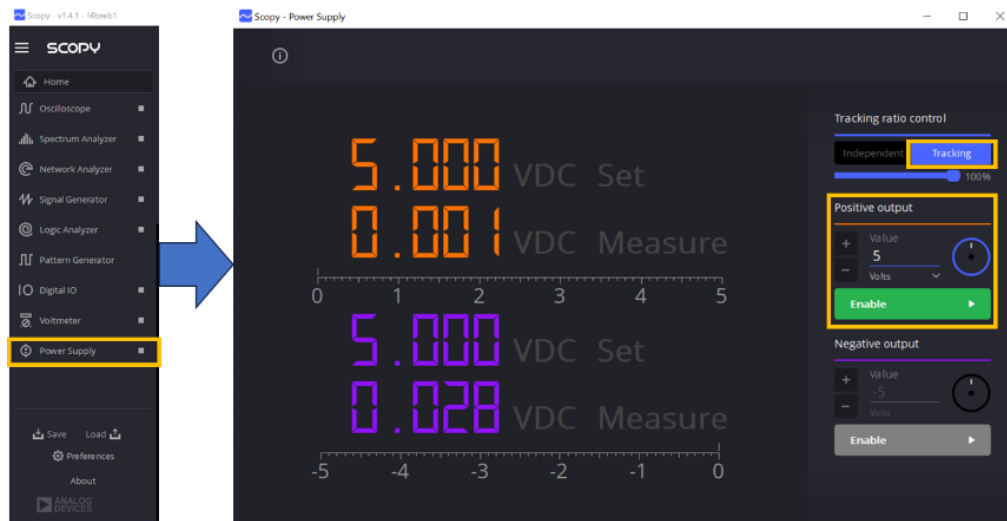 Scopy - v1.4.1 - f4beeb1
SCOPY
Home
Oscilloscope
Spectrum Analyzer
Network Analyzer
Signal Generator
Logic Analyzer
Pattern Generator
Digital IO
Voltmeter
Power Supply
Save Load
Preferences
About
ANALOG
DEVICES
Scopy - Power Supply
5.000 VDC Set
0.001 VDC Measure
0 1 2 3 4 5
5.000 VDC Set
0.028 VDC Measure
-5 -4 -3 -2 -1 0
Tracking ratio control
Independent Tracking
100%
Positive output
+ Value
5
- Volts
Enable
Negative output
+ Value
-5
- Volts
Enable